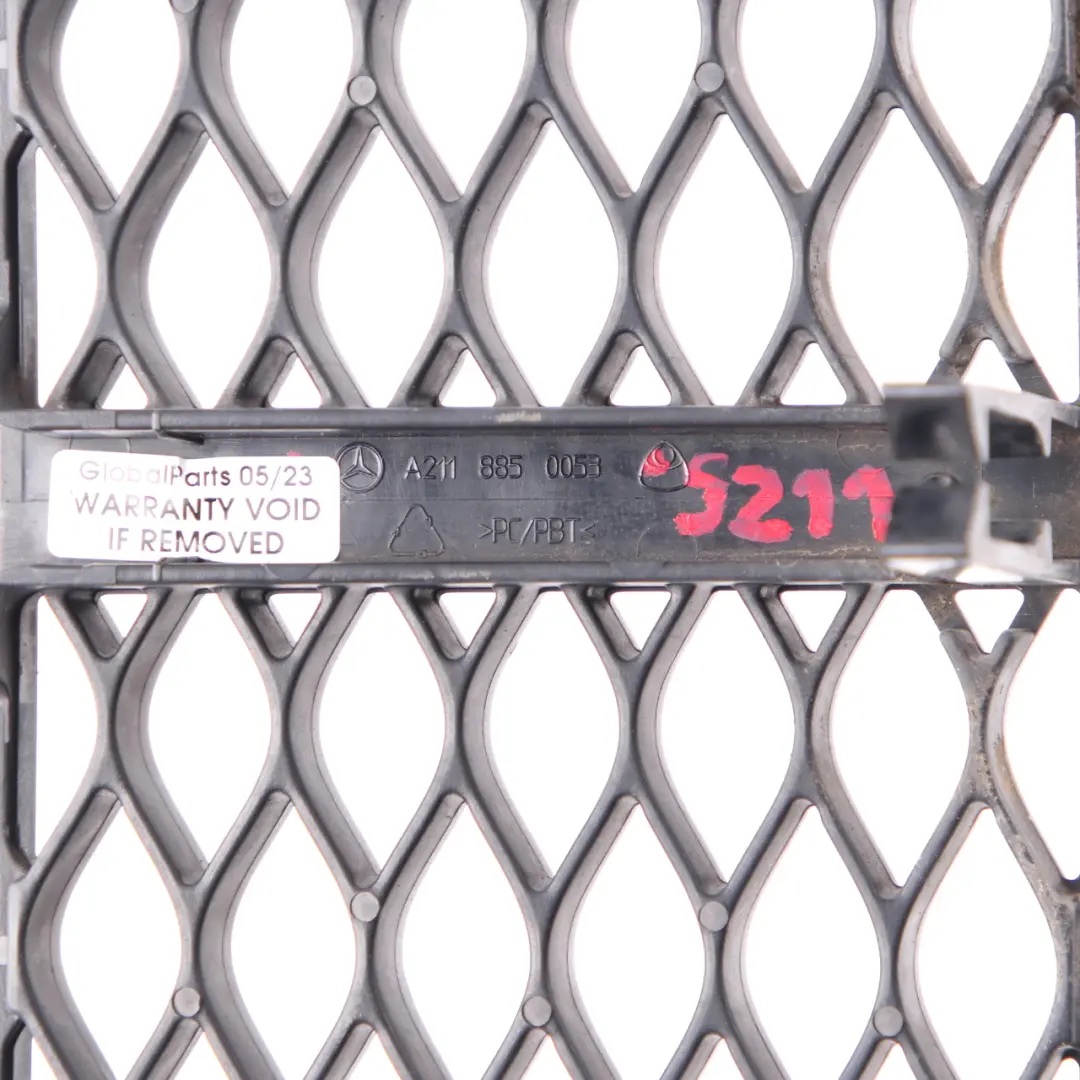 GlobalParts 05/23
WARRANTY VOID
IF REMOVED
A211 885 0053
>PC/PBT<
S211